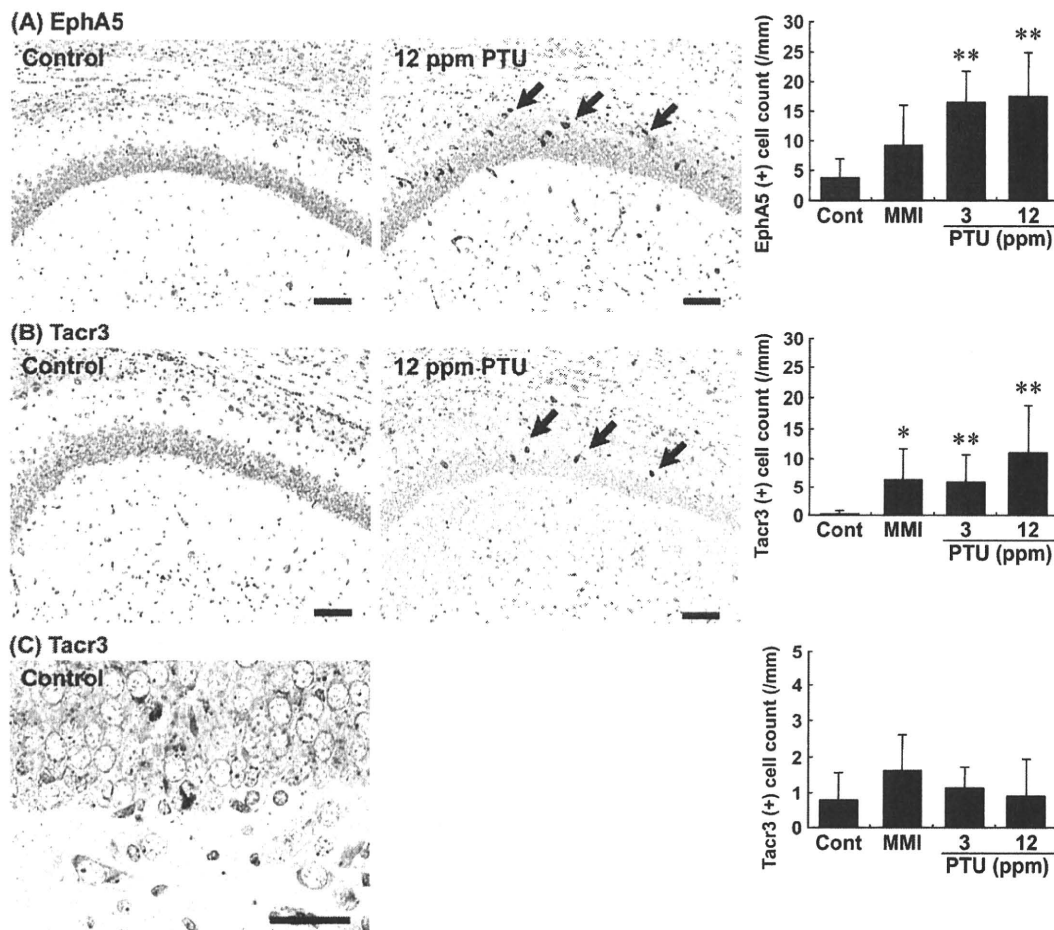 (A) EphA5
Control
12 ppm PTU
EphA5 (+) cell count (/mm)
30
25
20
15
10
5
0
**
**
Cont MMI 3 12
PTU (ppm)
(B) Tacr3
Control
12 ppm PTU
Tacr3 (+) cell count (/mm)
30
25
20
15
10
5
0
*
**
**
Cont MMI 3 12
PTU (ppm)
(C) Tacr3
Control
Tacr3 (+) cell count (/mm)
5
4
3
2
1
0
Cont MMI 3 12
PTU (ppm)